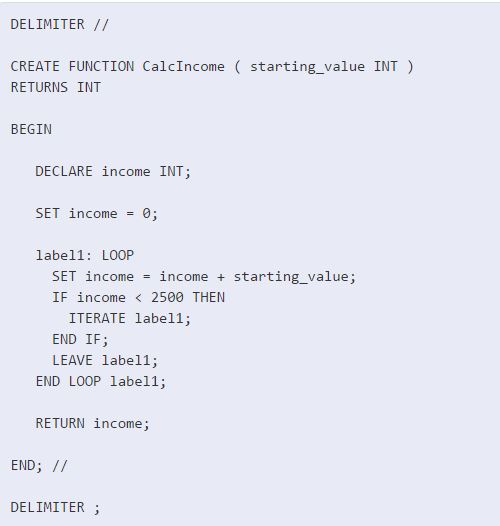 DELIMITER //
CREATE FUNCTION CalcIncome ( starting_value INT )
RETURNS INT
BEGIN
DECLARE income INT;
SET income = 0;
label1: LOOP
SET income = income + starting_value;
IF income < 2500 THEN
ITERATE label1;
END IF;
LEAVE label1;
END LOOP label1;
RETURN income;
END; //
DELIMITER ;